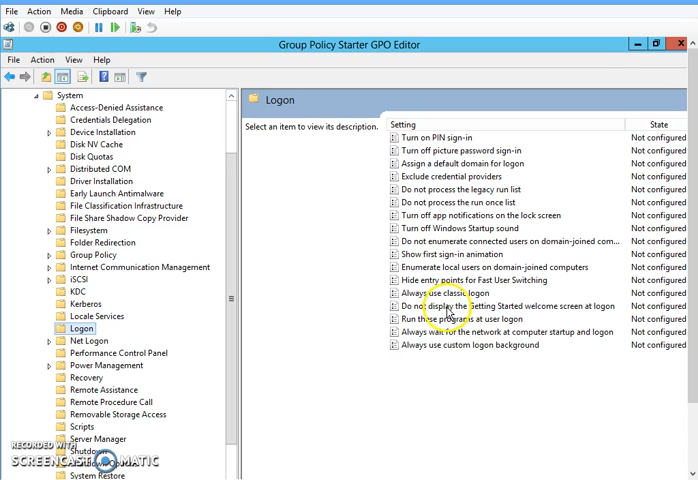 File Action Media Clipboard View Help
Group Policy Starter GPO Editor
File Action View Help
System
Access-Denied Assistance
Credentials Delegation
Device Installation
Disk NV Cache
Disk Quotas
Distributed COM
Driver Installation
Early Launch Antimalware
File Classification Infrastructure
File Share Shadow Copy Provider
Filesystem
Folder Redirection
Group Policy
Internet Communication Management
iSCSI
KDC
Kerberos
Locale Services
Logon
Net Logon
Performance Control Panel
Power Management
Recovery
Remote Assistance
Remote Procedure Call
Removable Storage Access
Scripts
Server Manager
Shutdown
System Restore
RECORDED WITH
SCREENCAST MATIC
Logon
Select an item to view its description.
Setting State
Turn on PIN sign-in Not configured
Turn off picture password sign-in Not configured
Assign a default domain for logon Not configured
Exclude credential providers Not configured
Do not process the legacy run list Not configured
Do not process the run once list Not configured
Turn off app notifications on the lock screen Not configured
Turn off Windows Startup sound Not configured
Do not enumerate connected users on domain-joined com... Not configured
Show first sign-in animation Not configured
Enumerate local users on domain-joined computers Not configured
Hide entry points for Fast User Switching Not configured
Always use classic logon Not configured
Do not display the Getting Started welcome screen at logon Not configured
Run these programs at user logon Not configured
Always wait for the network at computer startup and logon Not configured
Always use custom logon background Not configured